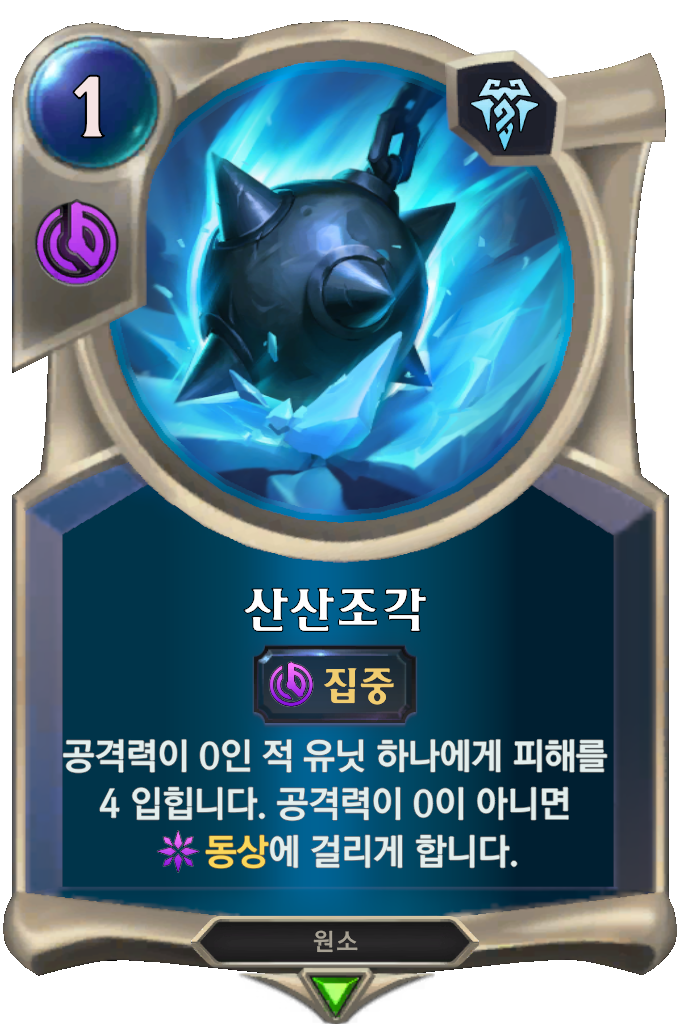 1
산산조각
집중
공격력이 0인 적 유닛 하나에게 피해를
4 입힙니다. 공격력이 0이 아니면
동상에 걸리게 합니다.
원소